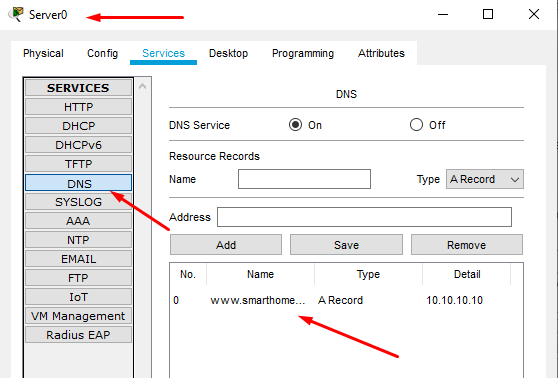 Server0
Physical Config Services Desktop Programming Attributes
SERVICES
HTTP
DHCP
DHCPv6
TFTP
DNS
SYSLOG
AAA
NTP
EMAIL
FTP
IoT
VM Management
Radius EAP
DNS
DNS Service On Off
Resource Records
Name Type A Record
Address
Add Save Remove
No. Name Type Detail
0 www.smarthome... A Record 10.10.10.10